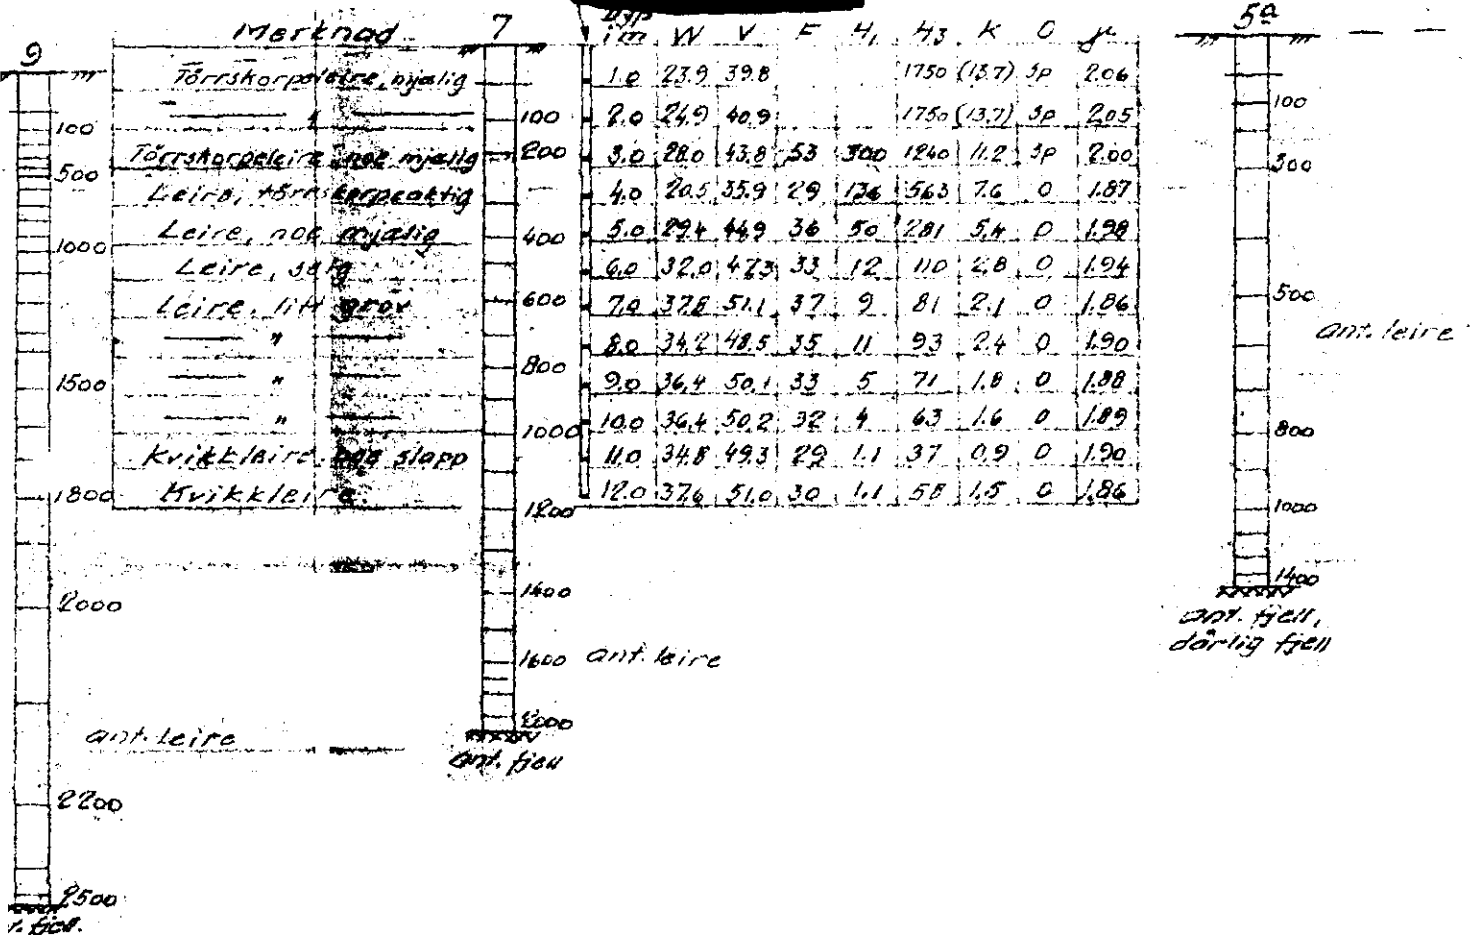 9
100
500
1000
1500
1800
2000
2200
2500
ant. leire
fjell.
Merknad 7 Dyp i m W V F H₁ H₃ K O γ
Tørrskorpeleire, mjælig 1.0 23.9 39.8 1750 (13.7) Sp 2.06
—— " —— 2.0 24.9 40.9 1750 (13.7) Sp 2.05
Tørrskorpeleire, noe mjælig 3.0 28.0 43.8 53 300 1240 11.2 Sp 2.00
Leire, tørrskorpeaktig 4.0 20.5 35.9 29 136 563 7.6 0 1.87
Leire, noe mjælig 5.0 29.4 44.9 36 50 281 5.4 0 1.98
Leire, seig 6.0 32.0 47.3 33 12 110 2.8 0 1.94
Leire, litt grov 7.0 37.8 51.1 37 9 81 2.1 0 1.86
—— " —— 8.0 34.2 48.5 35 11 93 2.4 0 1.90
—— " —— 9.0 36.4 50.1 33 5 71 1.8 0 1.88
—— " —— 10.0 36.4 50.2 32 4 63 1.6 0 1.89
Kvikkleire, noe slapp 11.0 34.8 49.3 29 1.1 37 0.9 0 1.90
Kvikkleire. 12.0 37.6 51.0 30 1.1 58 1.5 0 1.86
100
200
400
600
800
1000
1200
1400
1600
2000
ant. leire
ant. fjell
5a
100
300
500
800
1000
1400
ant. leire
ant. fjell,
dårlig fjell